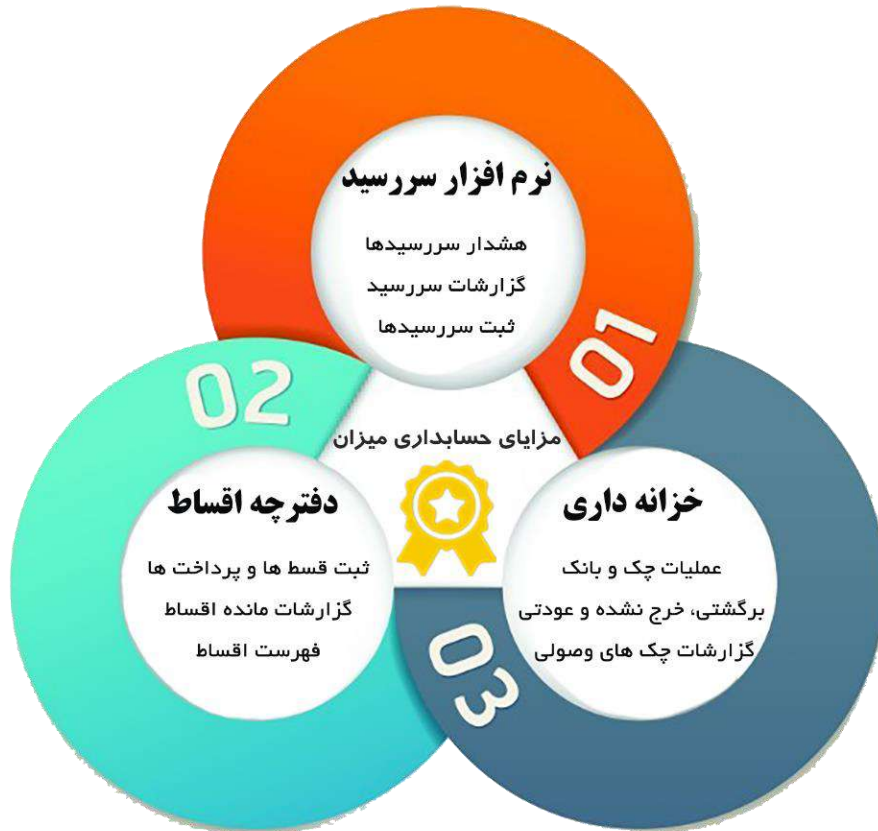 نرم افزار سررسید
هشدار سررسیدها
گزارشات سررسید
ثبت سررسیدها
01
02
مزایای حسابداری میزان
خزانه داری
عملیات چک و بانک
برگشتی، خرج نشده و عودتی
گزارشات چک های وصولی
دفترچه اقساط
ثبت قسط ها و پرداخت ها
گزارشات مانده اقساط
فهرست اقساط
03